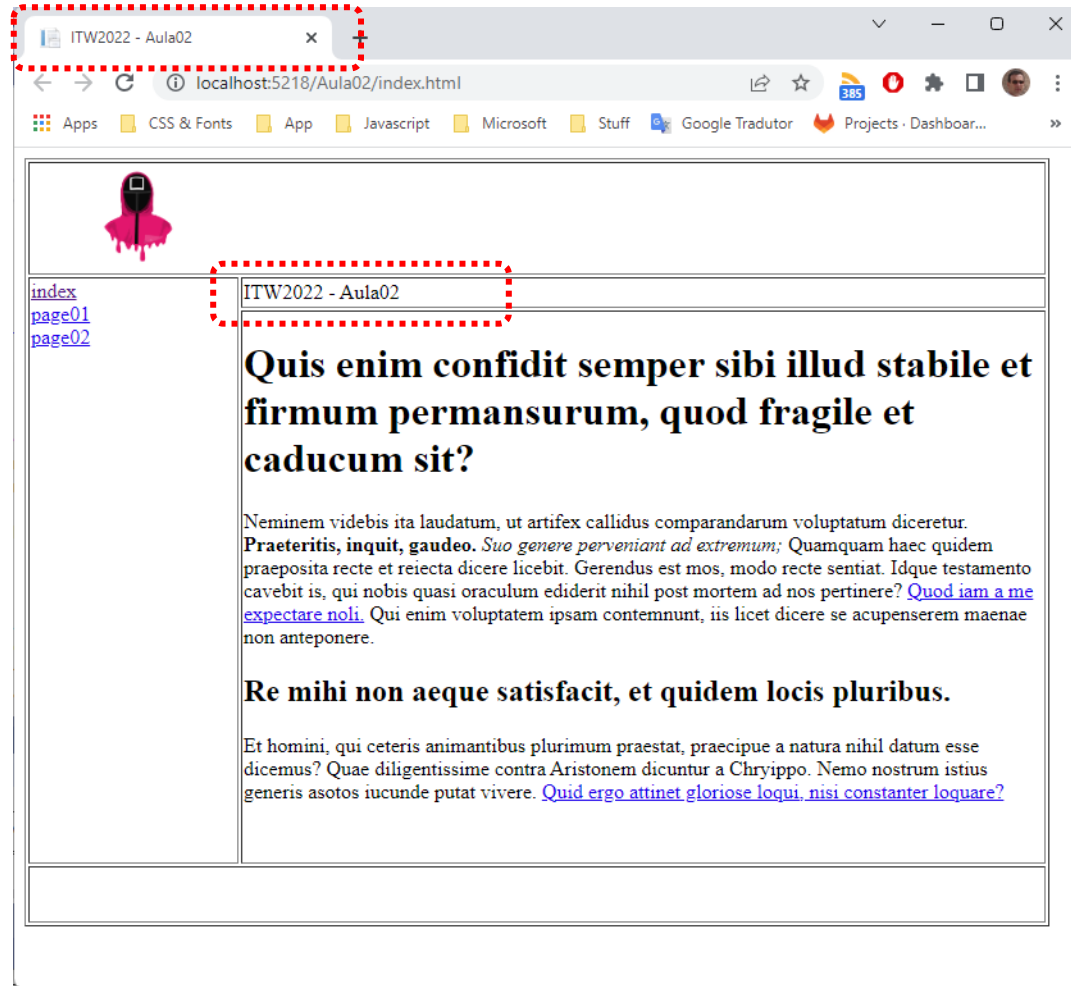 ITW2022 - Aula02
localhost:5218/Aula02/index.html
385
Apps CSS & Fonts App Javascript Microsoft Stuff Google Tradutor Projects · Dashboar...
index
page01
page02
ITW2022 - Aula02
Quis enim confidit semper sibi illud stabile et
firmum permansurum, quod fragile et
caducum sit?
Neminem videbis ita laudatum, ut artifex callidus comparandarum voluptatum diceretur.
Praeteritis, inquit, gaudeo. Suo genere perveniant ad extremum; Quamquam haec quidem
praeposita recte et reiecta dicere licebit. Gerendus est mos, modo recte sentiat. Idque testamento
cavebit is, qui nobis quasi oraculum ediderit nihil post mortem ad nos pertinere? Quod iam a me
expectare noli. Qui enim voluptatem ipsam contemnunt, iis licet dicere se acupenserem maenae
non anteponere.
Re mihi non aeque satisfacit, et quidem locis pluribus.
Et homini, qui ceteris animantibus plurimum praestat, praecipue a natura nihil datum esse
dicemus? Quae diligentissime contra Aristonem dicuntur a Chryippo. Nemo nostrum istius
generis asotos iucunde putat vivere. Quid ergo attinet gloriose loqui, nisi constanter loquare?